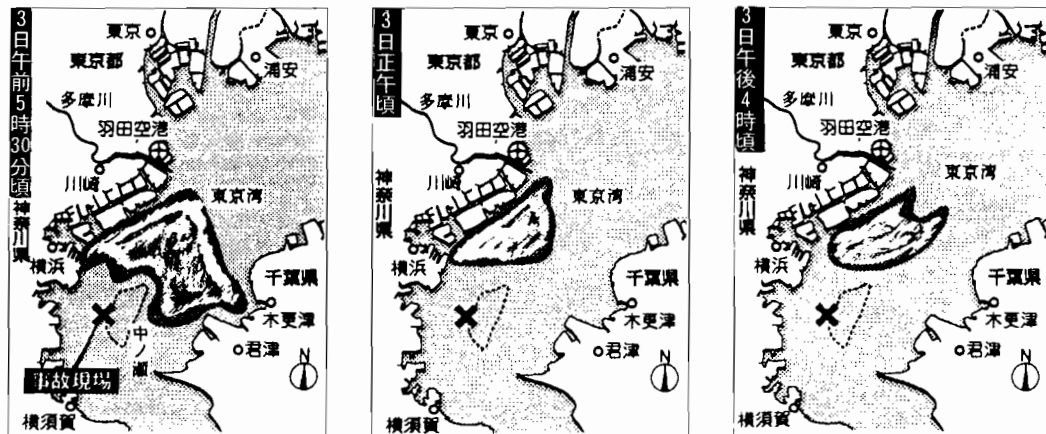 3日午前5時30分頃
東京
東京都
浦安
多摩川
羽田空港
川崎
神奈川県
東京湾
横浜
千葉県
木更津
君津
中ノ瀬
事故現場
横須賀
N
3日正午頃
東京
東京都
浦安
多摩川
羽田空港
川崎
神奈川県
東京湾
横浜
千葉県
木更津
君津
横須賀
N
3日午後4時頃
東京
東京都
浦安
多摩川
羽田空港
川崎
神奈川県
東京湾
横浜
千葉県
木更津
君津
横須賀
N